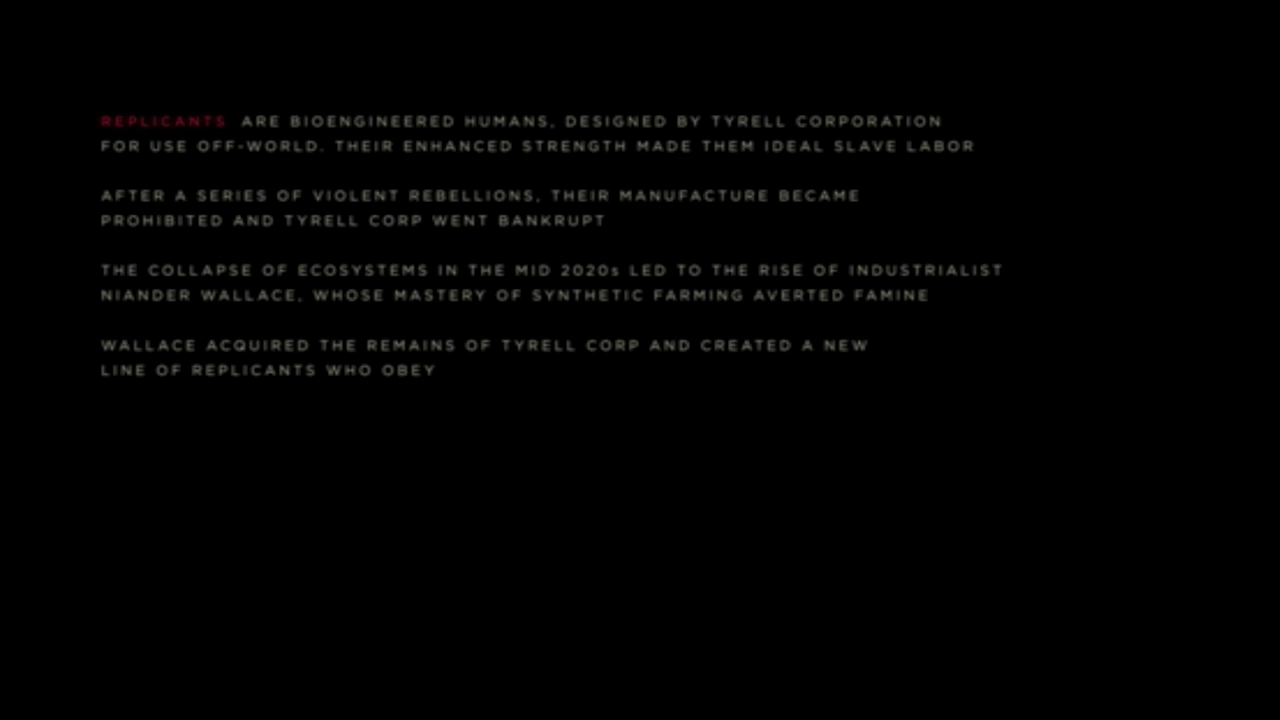 REPLICANTS ARE BIOENGINEERED HUMANS, DESIGNED BY TYRELL CORPORATION
FOR USE OFF-WORLD. THEIR ENHANCED STRENGTH MADE THEM IDEAL SLAVE LABOR
AFTER A SERIES OF VIOLENT REBELLIONS, THEIR MANUFACTURE BECAME
PROHIBITED AND TYRELL CORP WENT BANKRUPT
THE COLLAPSE OF ECOSYSTEMS IN THE MID 2020s LED TO THE RISE OF INDUSTRIALIST
NIANDER WALLACE, WHOSE MASTERY OF SYNTHETIC FARMING AVERTED FAMINE
WALLACE ACQUIRED THE REMAINS OF TYRELL CORP AND CREATED A NEW
LINE OF REPLICANTS WHO OBEY